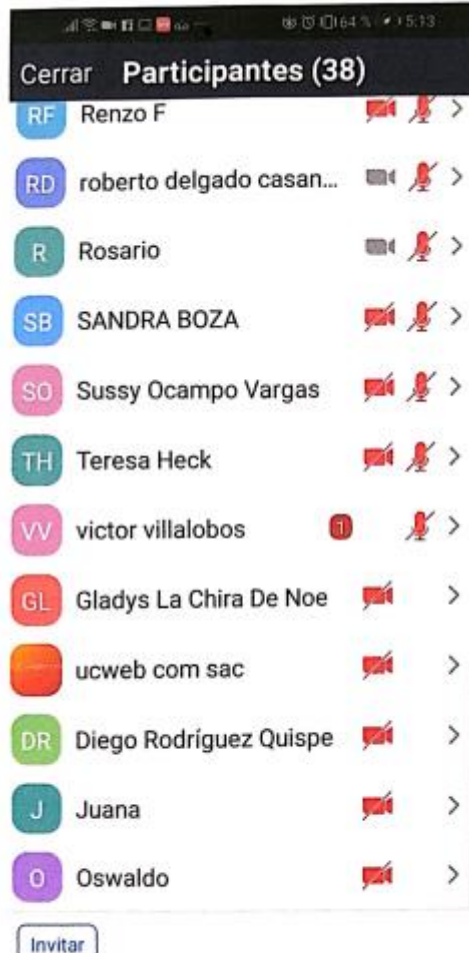 64% 5:13
Cerrar Participantes (38)
RF Renzo F
RD roberto delgado casan...
R Rosario
SB SANDRA BOZA
SO Sussy Ocampo Vargas
TH Teresa Heck
VV victor villalobos 1
GL Gladys La Chira De Noe
ucweb com sac
DR Diego Rodríguez Quispe
J Juana
O Oswaldo
Invitar